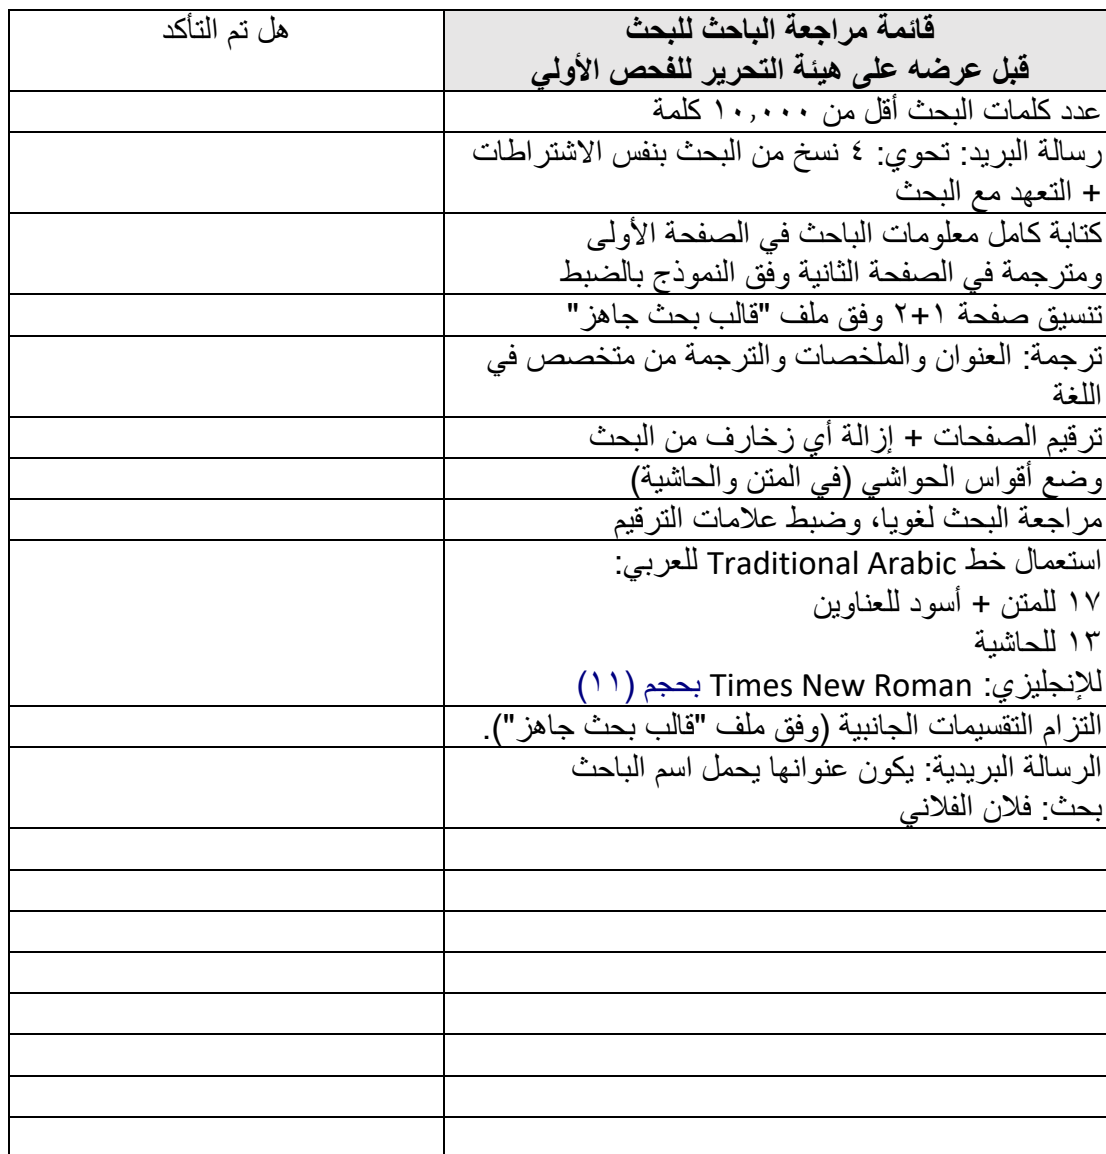 قائمة مراجعة الباحث للبحث
قبل عرضه على هيئة التحرير للفحص الأولي
هل تم التأكد
عدد كلمات البحث أقل من ١٠,٠٠٠ كلمة
رسالة البريد: تحوي: ٤ نسخ من البحث بنفس الاشتراطات
+ التعهد مع البحث
كتابة كامل معلومات الباحث في الصفحة الأولى
ومترجمة في الصفحة الثانية وفق النموذج بالضبط
تنسيق صفحة ١+٢ وفق ملف "قالب بحث جاهز"
ترجمة: العنوان والملخصات والترجمة من متخصص في
اللغة
ترقيم الصفحات + إزالة أي زخارف من البحث
وضع أقواس الحواشي (في المتن والحاشية)
مراجعة البحث لغويا، وضبط علامات الترقيم
استعمال خط Traditional Arabic للعربي:
١٧ للمتن + أسود للعناوين
١٣ للحاشية
للإنجليزي: Times New Roman بحجم (١١)
التزام التقسيمات الجانبية (وفق ملف "قالب بحث جاهز").
الرسالة البريدية: يكون عنوانها يحمل اسم الباحث
بحث: فلان الفلاني